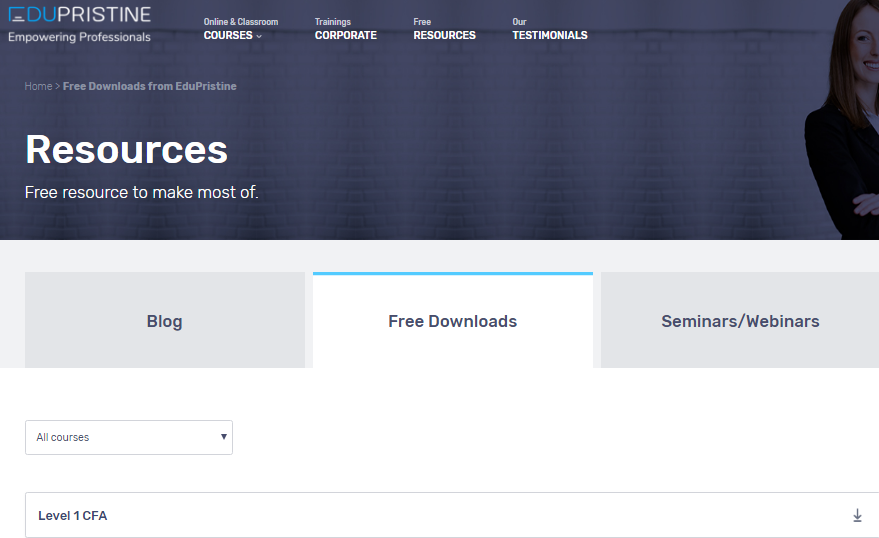 EDUPRISTINE
Empowering Professionals
Online & Classroom
COURSES
Trainings
CORPORATE
Free
RESOURCES
Our
TESTIMONIALS
Home > Free Downloads from EduPristine
Resources
Free resource to make most of.
Blog
Free Downloads
Seminars/Webinars
All courses
Level 1 CFA